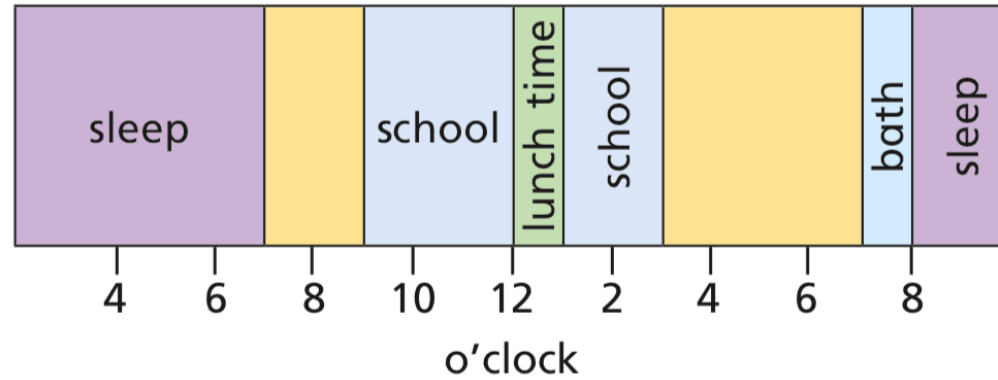 sleep
school
lunch time
school
bath
sleep
4 6 8 10 12 2 4 6 8
o'clock